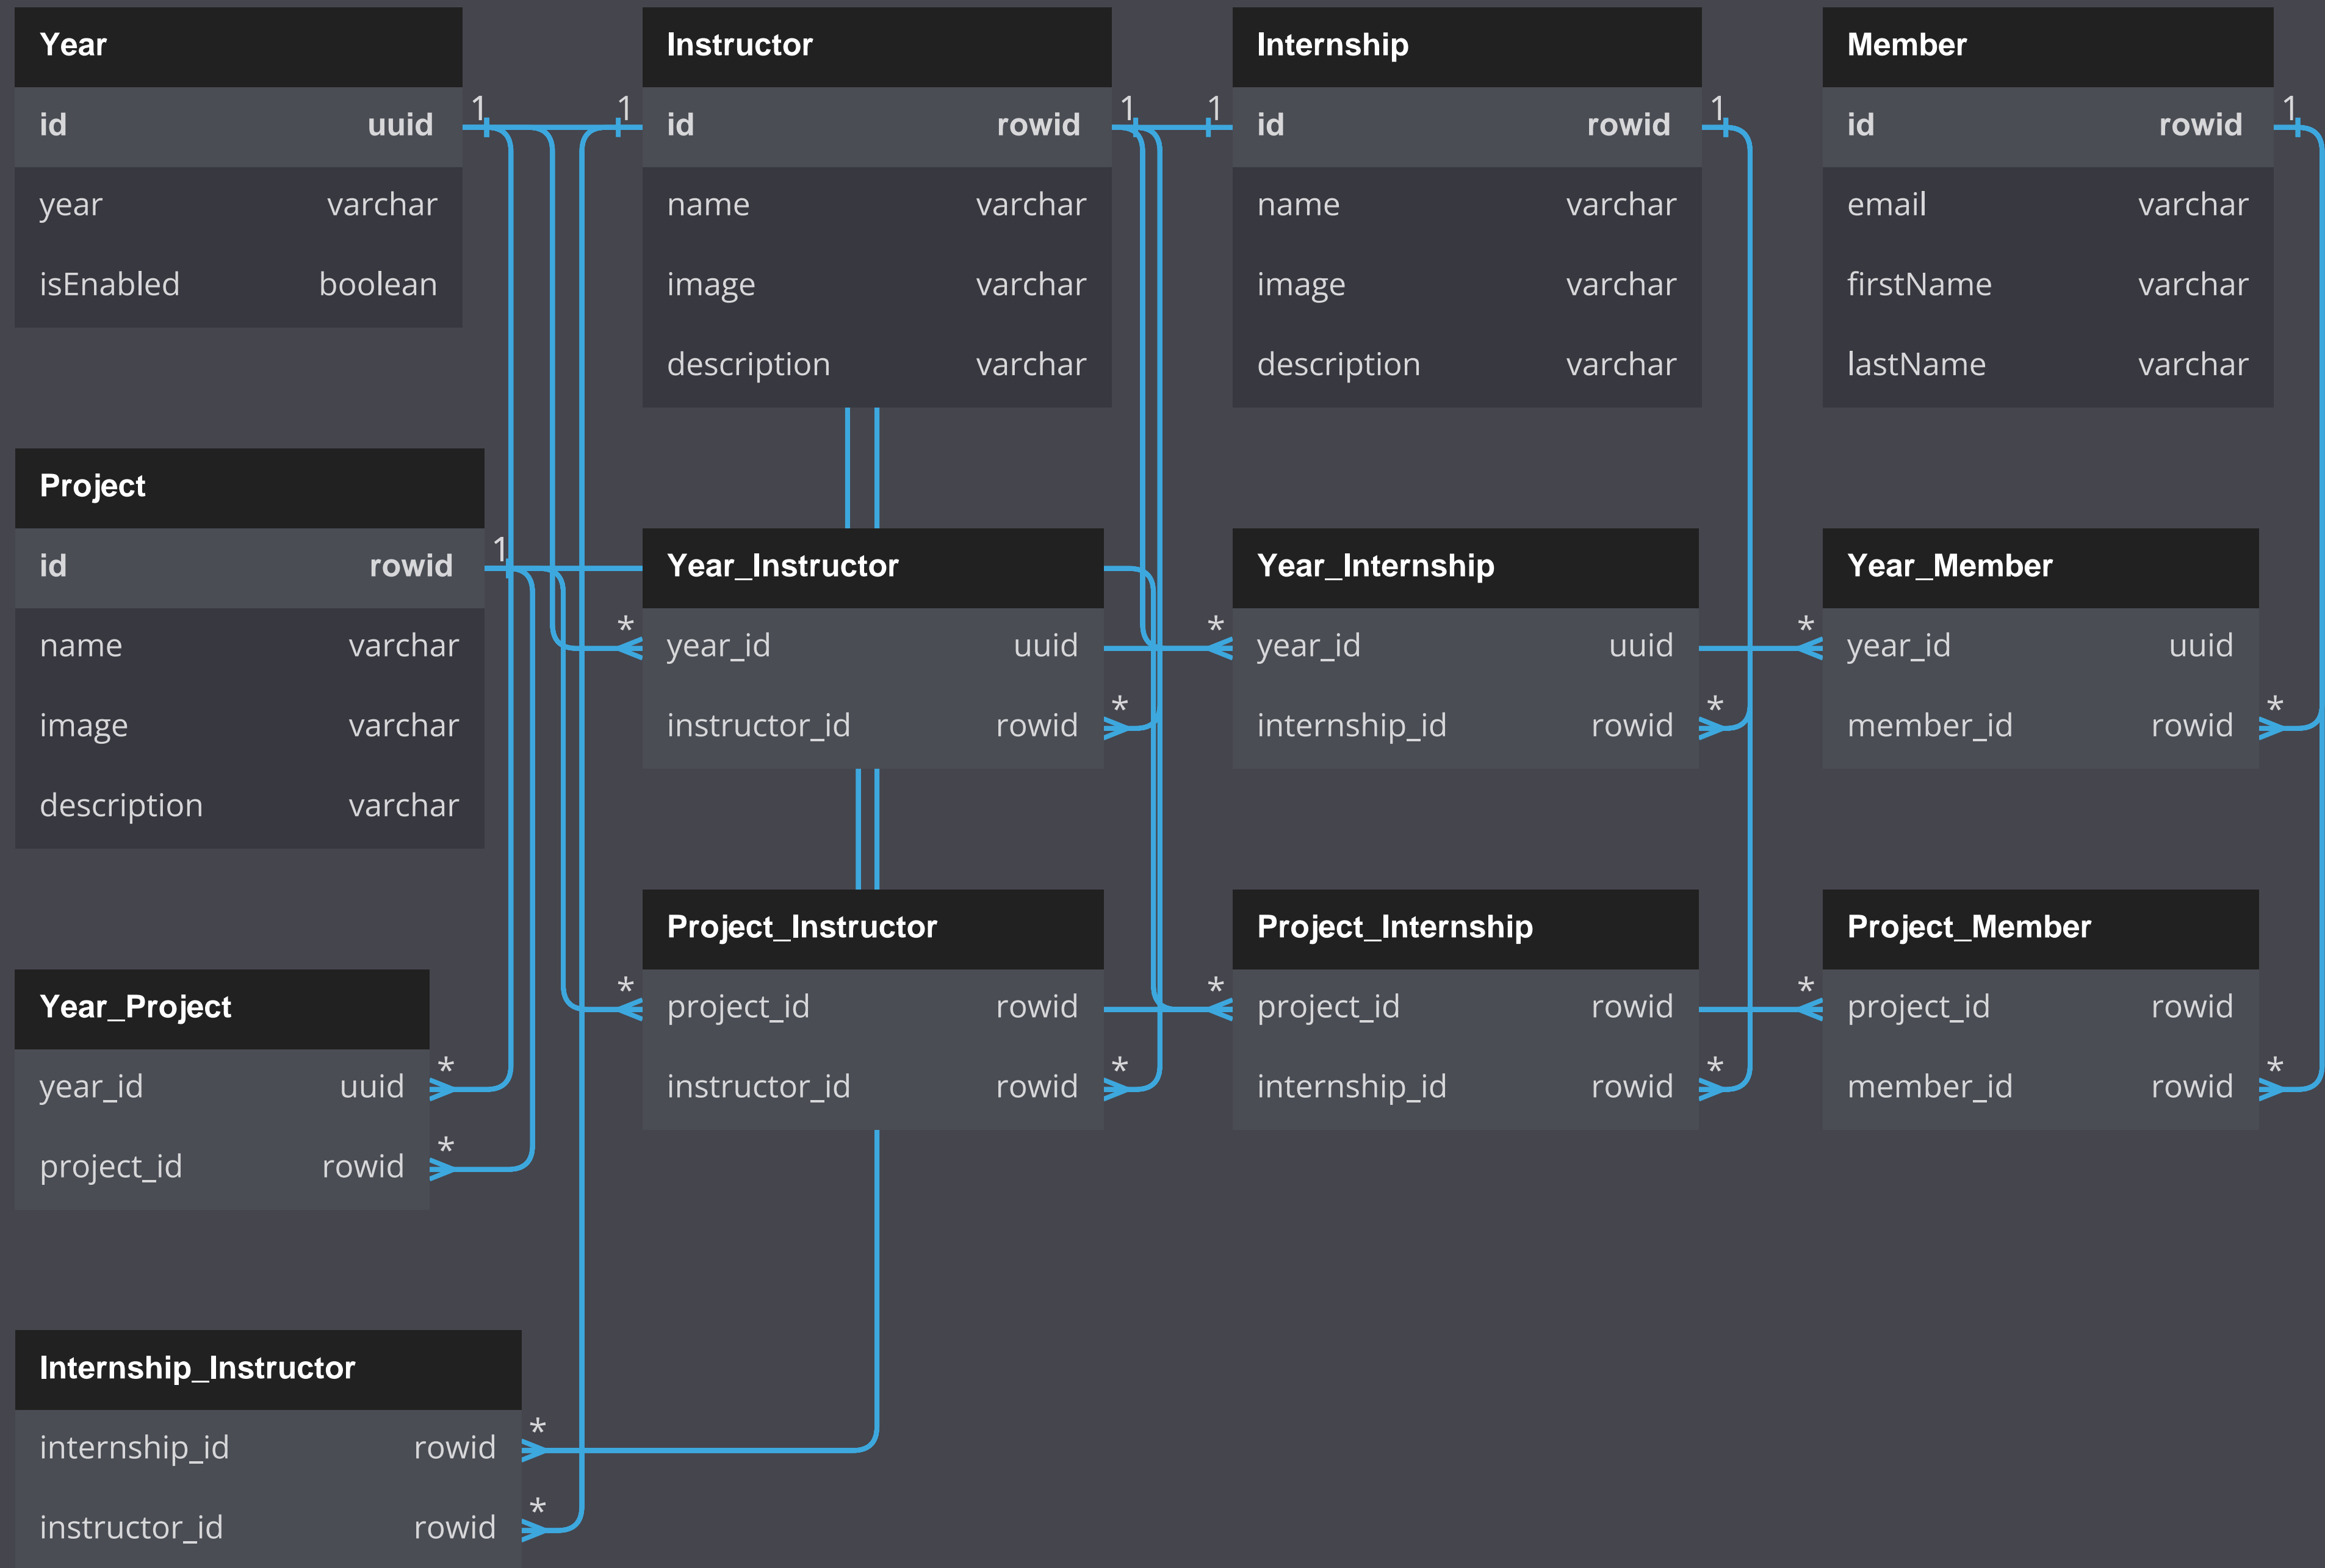 Year
id uuid
year varchar
isEnabled boolean
Instructor
id rowid
name varchar
image varchar
description varchar
Internship
id rowid
name varchar
image varchar
description varchar
Member
id rowid
email varchar
firstName varchar
lastName varchar
1
1
1
1
1
1
Project
id rowid
name varchar
image varchar
description varchar
1
Year_Instructor
year_id uuid
instructor_id rowid
*
*
Year_Internship
year_id uuid
internship_id rowid
*
*
Year_Member
year_id uuid
member_id rowid
*
*
Year_Project
year_id uuid
project_id rowid
*
*
Project_Instructor
project_id rowid
instructor_id rowid
*
*
Project_Internship
project_id rowid
internship_id rowid
*
*
Project_Member
project_id rowid
member_id rowid
*
*
Internship_Instructor
internship_id rowid
instructor_id rowid
*
*